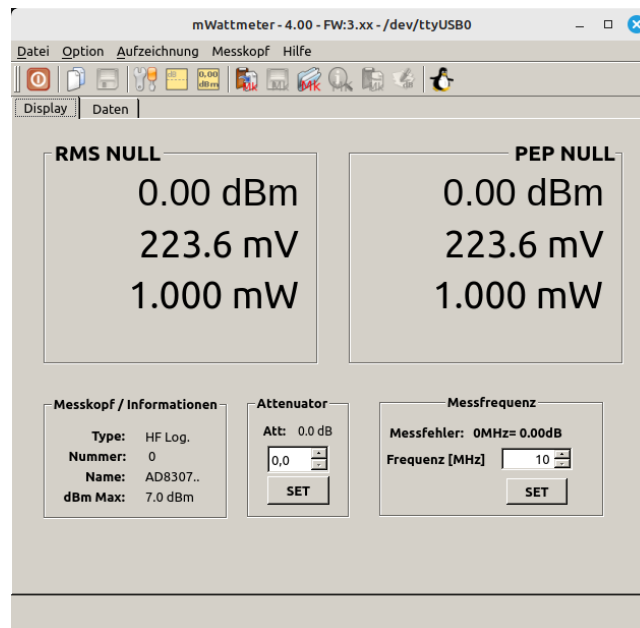 mWattmeter - 4.00 - FW:3.xx - /dev/ttyUSB0
Datei Option Aufzeichnung Messkopf Hilfe
Display Daten
RMS NULL
0.00 dBm
223.6 mV
1.000 mW
PEP NULL
0.00 dBm
223.6 mV
1.000 mW
Messkopf / Informationen
Type: HF Log.
Nummer: 0
Name: AD8307..
dBm Max: 7.0 dBm
Attenuator
Att: 0.0 dB
0,0
SET
Messfrequenz
Messfehler: 0MHz= 0.00dB
Frequenz [MHz] 10
SET